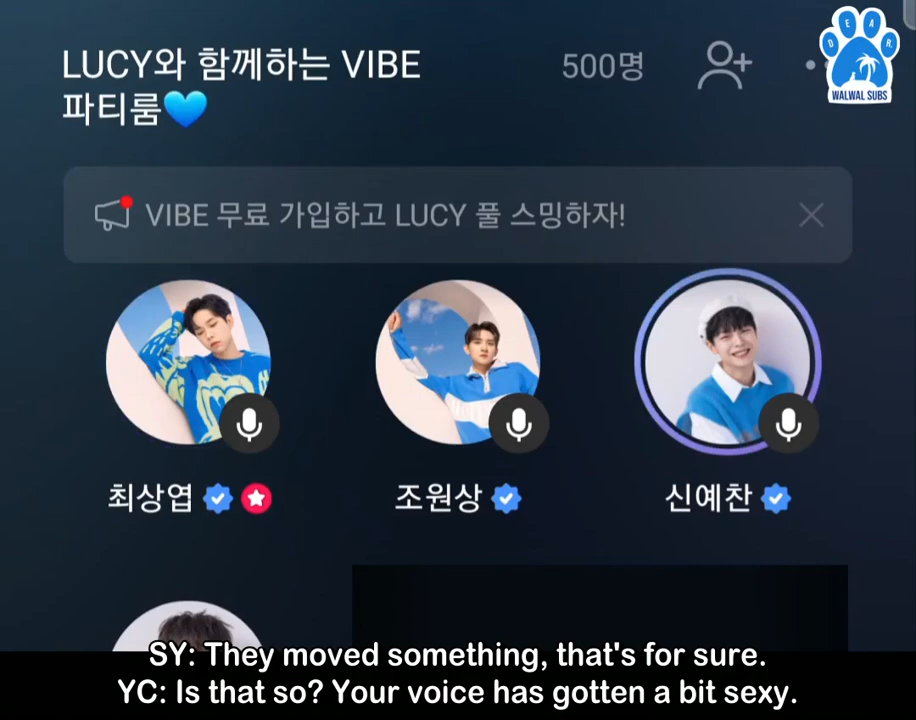 LUCY와 함께하는 VIBE
파티룸💙
500명
D E A R.
WALWAL SUBS
VIBE 무료 가입하고 LUCY 풀 스밍하자!
최상엽
조원상
신예찬
SY: They moved something, that's for sure.
YC: Is that so? Your voice has gotten a bit sexy.